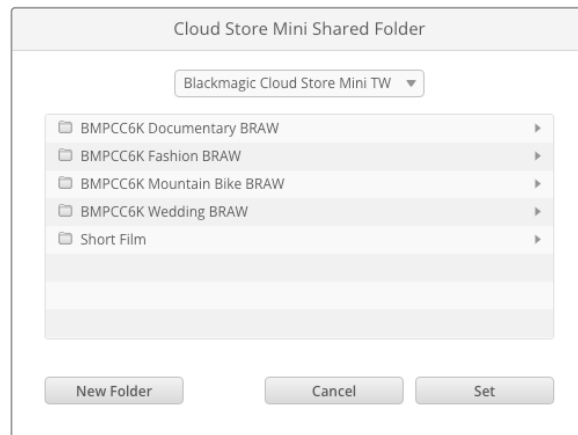 Cloud Store Mini Shared Folder
Blackmagic Cloud Store Mini TW
BMPCC6K Documentary BRAW
BMPCC6K Fashion BRAW
BMPCC6K Mountain Bike BRAW
BMPCC6K Wedding BRAW
Short Film
New Folder Cancel Set